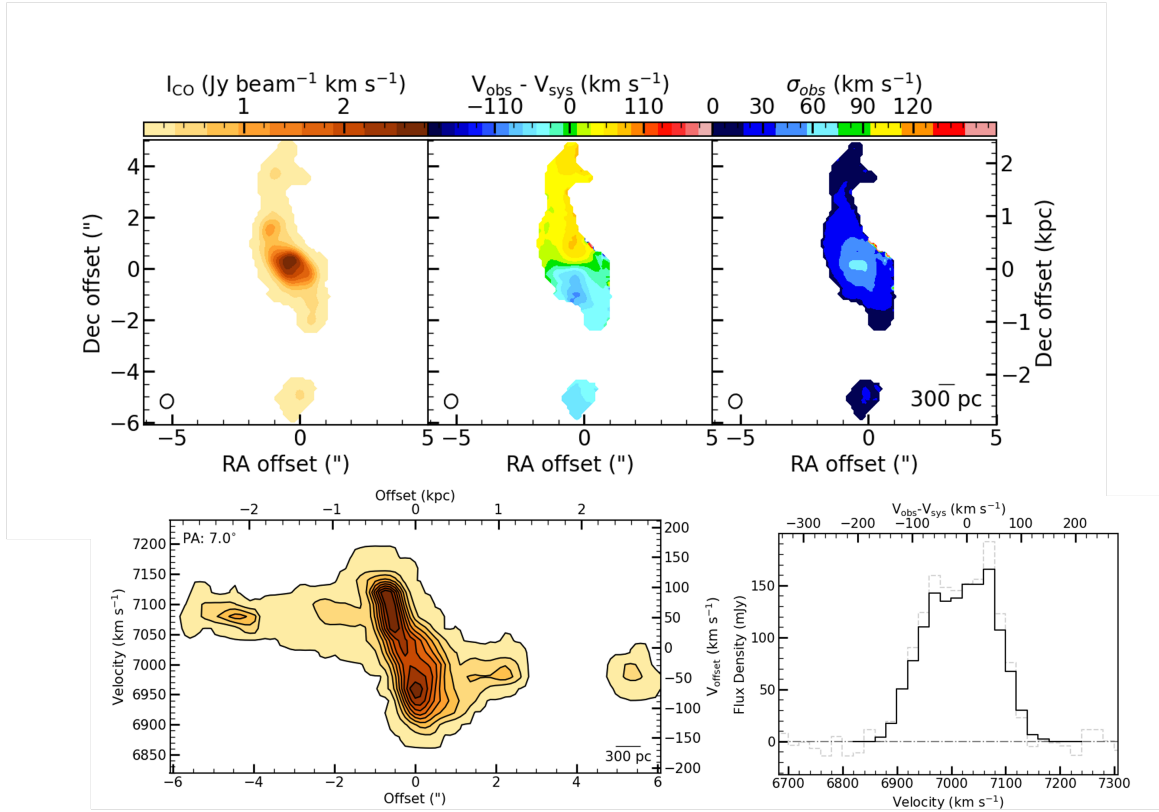 I_CO (Jy beam⁻¹ km s⁻¹) V_obs - V_sys (km s⁻¹) σ_obs (km s⁻¹)
1 2 −110 0 110 0 30 60 90 120
4 2 0 −2 −4 −6
Dec offset (")
2 1 0 −1 −2
Dec offset (kpc)
300 pc
−5 0 5 −5 0 5 −5 0 5
RA offset (") RA offset (") RA offset (")
Offset (kpc)
−2 −1 0 1 2
PA: 7.0°
7200 7150 7100 7050 7000 6950 6900 6850
Velocity (km s⁻¹)
200 150 100 50 0 −50 −100 −150 −200
V_offset (km s⁻¹)
300 pc
−6 −4 −2 0 2 4 6
Offset (")
V_obs-V_sys (km s⁻¹)
−300 −200 −100 0 100 200
150 100 50 0
Flux Density (mJy)
6700 6800 6900 7000 7100 7200 7300
Velocity (km s⁻¹)